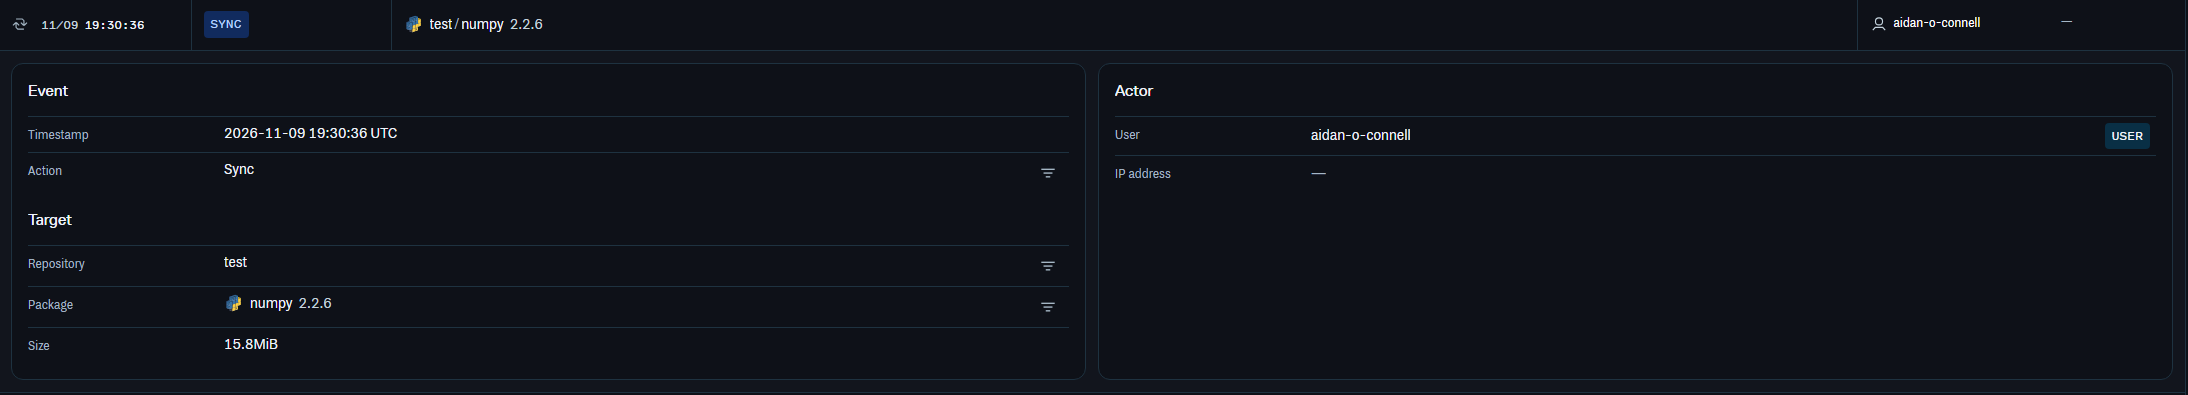 11/09 19:30:36 SYNC test/numpy 2.2.6 aidan-o-connell —
Event
Timestamp 2026-11-09 19:30:36 UTC
Action Sync
Target
Repository test
Package numpy 2.2.6
Size 15.8MiB
Actor
User aidan-o-connell USER
IP address —